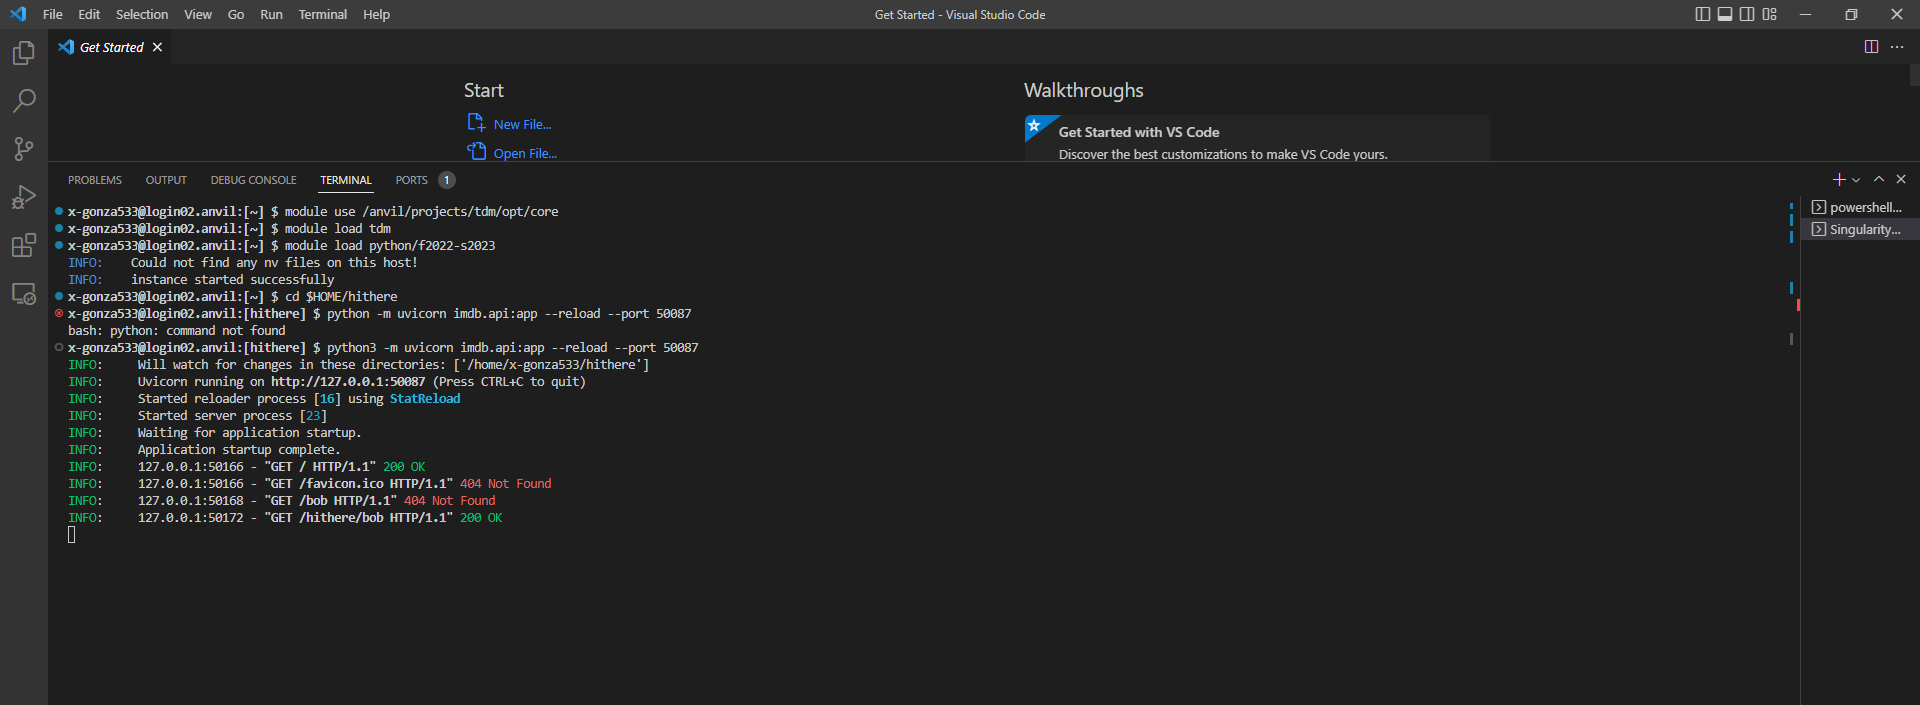 File Edit Selection View Go Run Terminal Help
Get Started - Visual Studio Code
Get Started
Start
New File...
Open File...
Walkthroughs
Get Started with VS Code
Discover the best customizations to make VS Code yours.
PROBLEMS OUTPUT DEBUG CONSOLE TERMINAL PORTS 1
x-gonza533@login02.anvil:[~] $ module use /anvil/projects/tdm/opt/core
x-gonza533@login02.anvil:[~] $ module load tdm
x-gonza533@login02.anvil:[~] $ module load python/f2022-s2023
INFO:    Could not find any nv files on this host!
INFO:    instance started successfully
x-gonza533@login02.anvil:[~] $ cd $HOME/hithere
x-gonza533@login02.anvil:[hithere] $ python -m uvicorn imdb.api:app --reload --port 50087
bash: python: command not found
x-gonza533@login02.anvil:[hithere] $ python3 -m uvicorn imdb.api:app --reload --port 50087
INFO:     Will watch for changes in these directories: ['/home/x-gonza533/hithere']
INFO:     Uvicorn running on http://127.0.0.1:50087 (Press CTRL+C to quit)
INFO:     Started reloader process [16] using StatReload
INFO:     Started server process [23]
INFO:     Waiting for application startup.
INFO:     Application startup complete.
INFO:     127.0.0.1:50166 - "GET / HTTP/1.1" 200 OK
INFO:     127.0.0.1:50166 - "GET /favicon.ico HTTP/1.1" 404 Not Found
INFO:     127.0.0.1:50168 - "GET /bob HTTP/1.1" 404 Not Found
INFO:     127.0.0.1:50172 - "GET /hithere/bob HTTP/1.1" 200 OK
powershell...
Singularity...